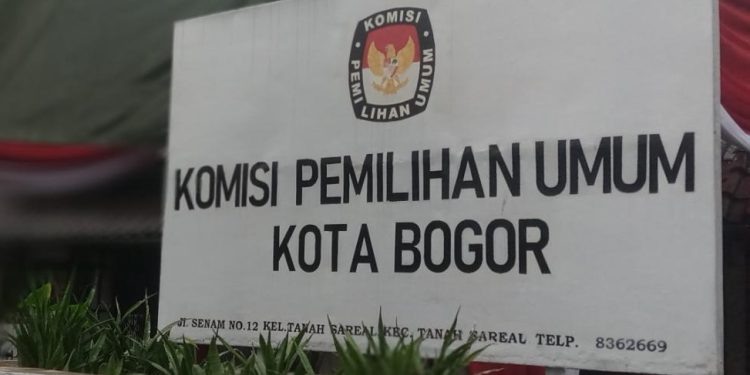 KOMISI
PEMILIHAN UMUM
KOMISI PEMILIHAN UMUM
KOTA BOGOR
JL. SENAM NO.12 KEL.TANAH SAREAL KEC. TANAH SAREAL TELP. 8362669